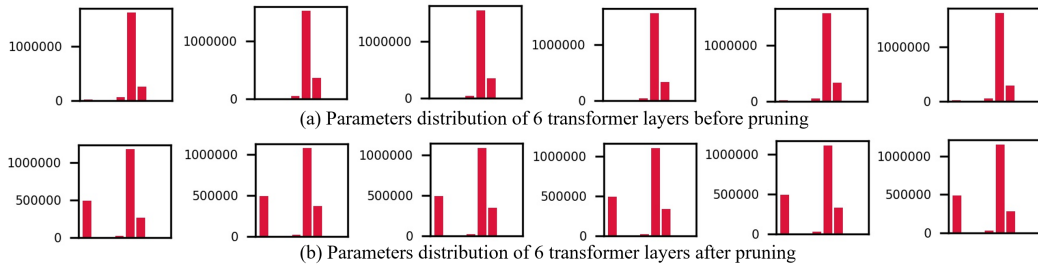 1000000 1000000 1000000 1000000 1000000 1000000
0 0 0 0 0 0
(a) Parameters distribution of 6 transformer layers before pruning
1000000 1000000 1000000 1000000 1000000 1000000
500000 500000 500000 500000 500000 500000
0 0 0 0 0 0
(b) Parameters distribution of 6 transformer layers after pruning